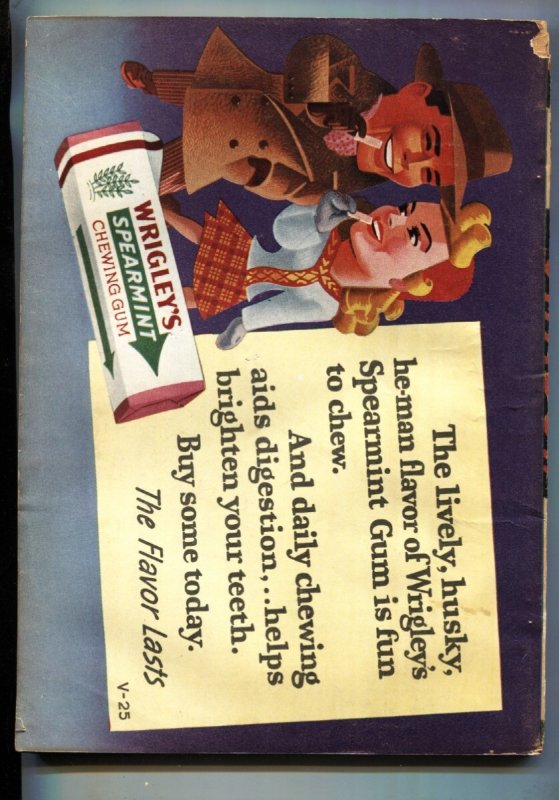 WRIGLEY'S
SPEARMINT
CHEWING GUM
The lively, husky,
he-man flavor of Wrigley's
Spearmint Gum is fun
to chew.
And daily chewing
aids digestion,..helps
brighten your teeth.
Buy some today.
The Flavor Lasts
V-25